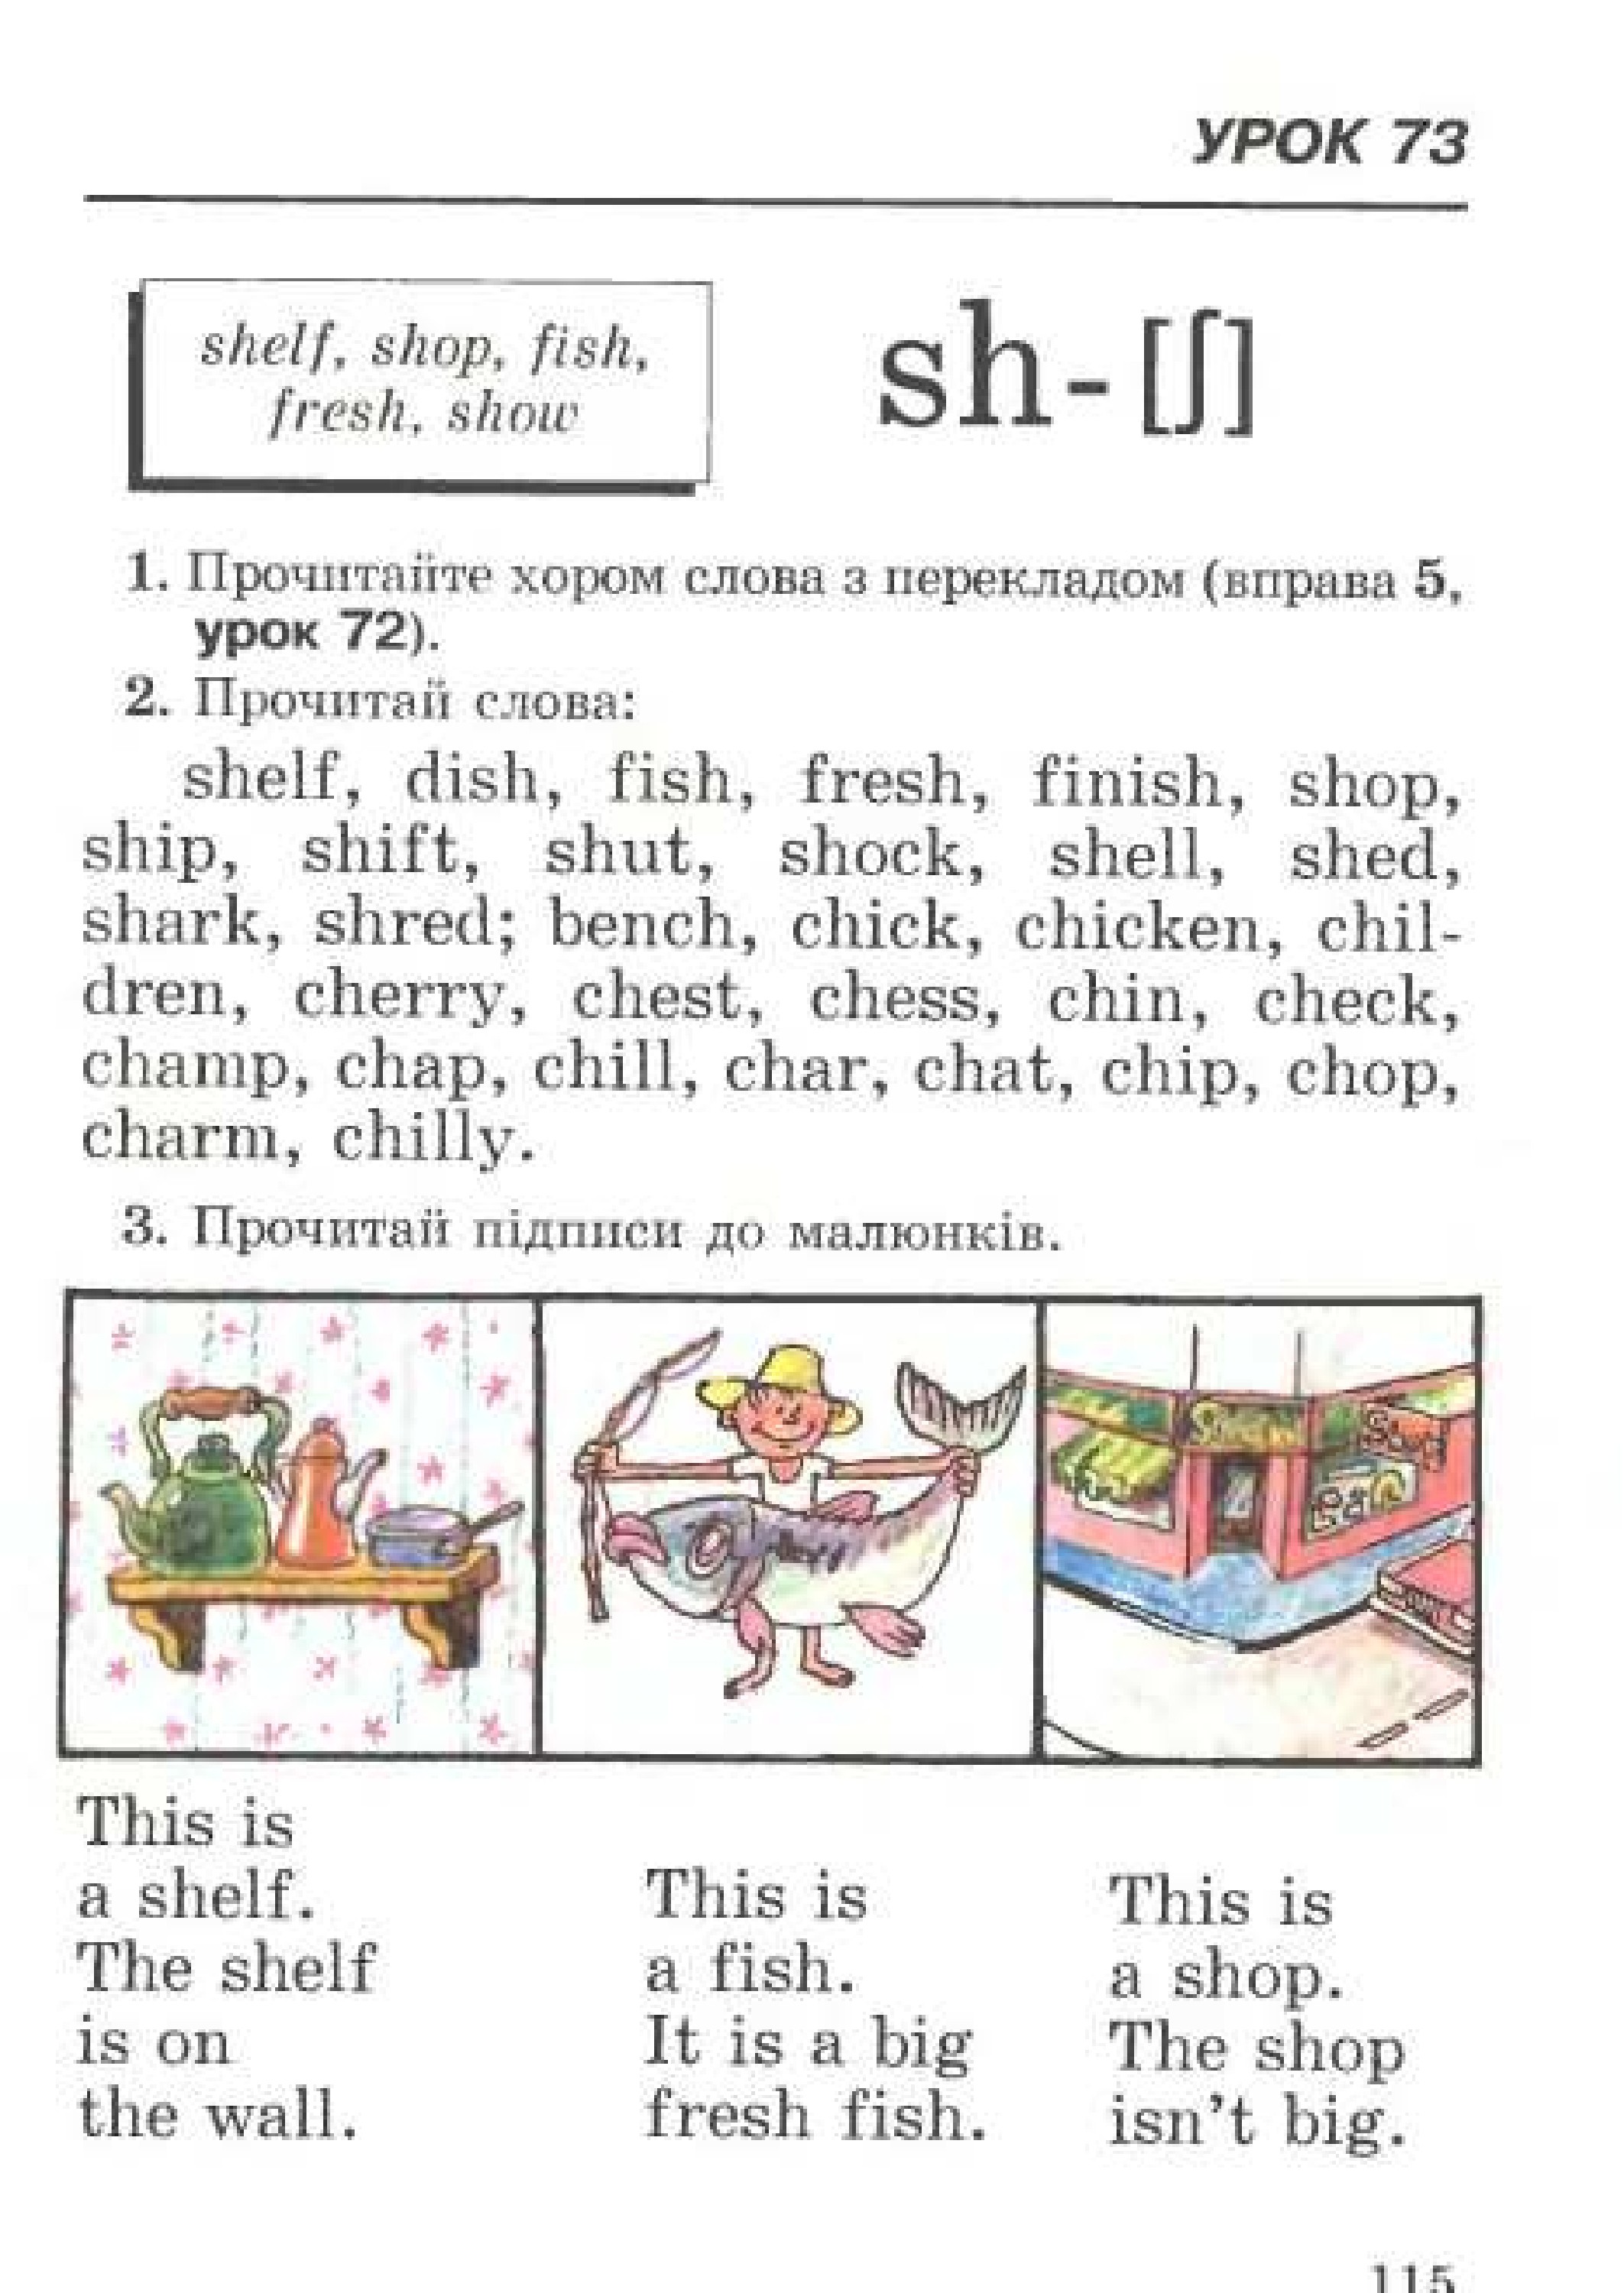 УРОК 73
shelf, shop, fish,
fresh, show
sh-[ʃ]
1. Прочитайте хором слова з перекладом (вправа 5,
урок 72).
2. Прочитай слова:
shelf, dish, fish, fresh, finish, shop,
ship, shift, shut, shock, shell, shed,
shark, shred; bench, chick, chicken, chil-
dren, cherry, chest, chess, chin, check,
champ, chap, chill, char, chat, chip, chop,
charm, chilly.
3. Прочитай підписи до малюнків.
This is
a shelf.
The shelf
is on
the wall.
This is
a fish.
It is a big
fresh fish.
This is
a shop.
The shop
isn't big.
115